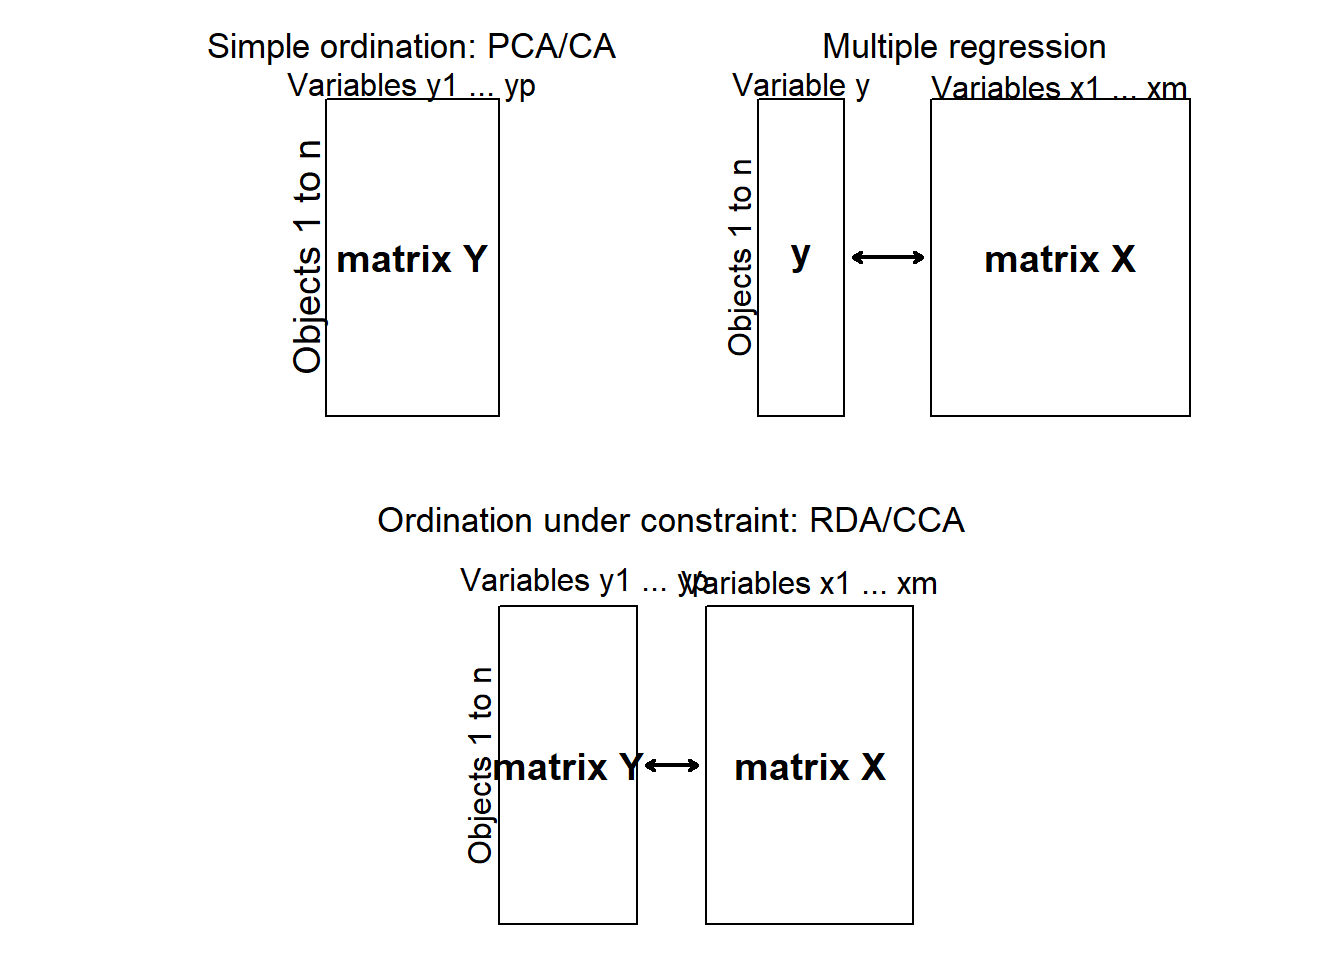 Simple ordination: PCA/CA
Variables y1 ... yp
Objects 1 to n
matrix Y
Multiple regression
Variable y
Variables x1 ... xm
Objects 1 to n
y
matrix X
Ordination under constraint: RDA/CCA
Variables y1 ... yp
Variables x1 ... xm
Objects 1 to n
matrix Y
matrix X